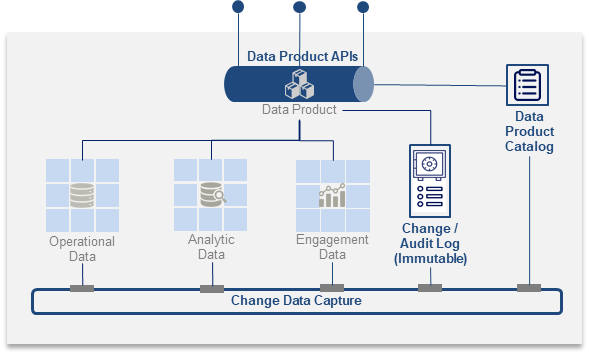 Data Product APIs
Data Product
Data
Product
Catalog
Operational
Data
Analytic
Data
Engagement
Data
Change /
Audit Log
(Immutable)
Change Data Capture